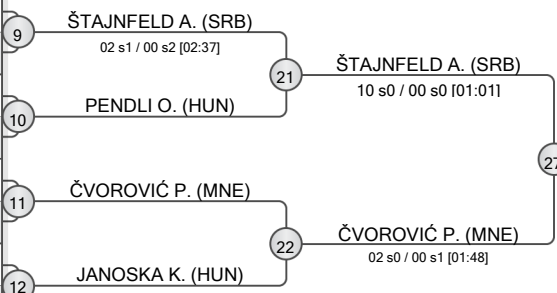 ŠTAJNFELD A. (SRB)
9
02 s1 / 00 s2 [02:37]
21
ŠTAJNFELD A. (SRB)
10 s0 / 00 s0 [01:01]
PENDLI O. (HUN)
10
27
ČVOROVIĆ P. (MNE)
11
22
ČVOROVIĆ P. (MNE)
02 s0 / 00 s1 [01:48]
JANOSKA K. (HUN)
12